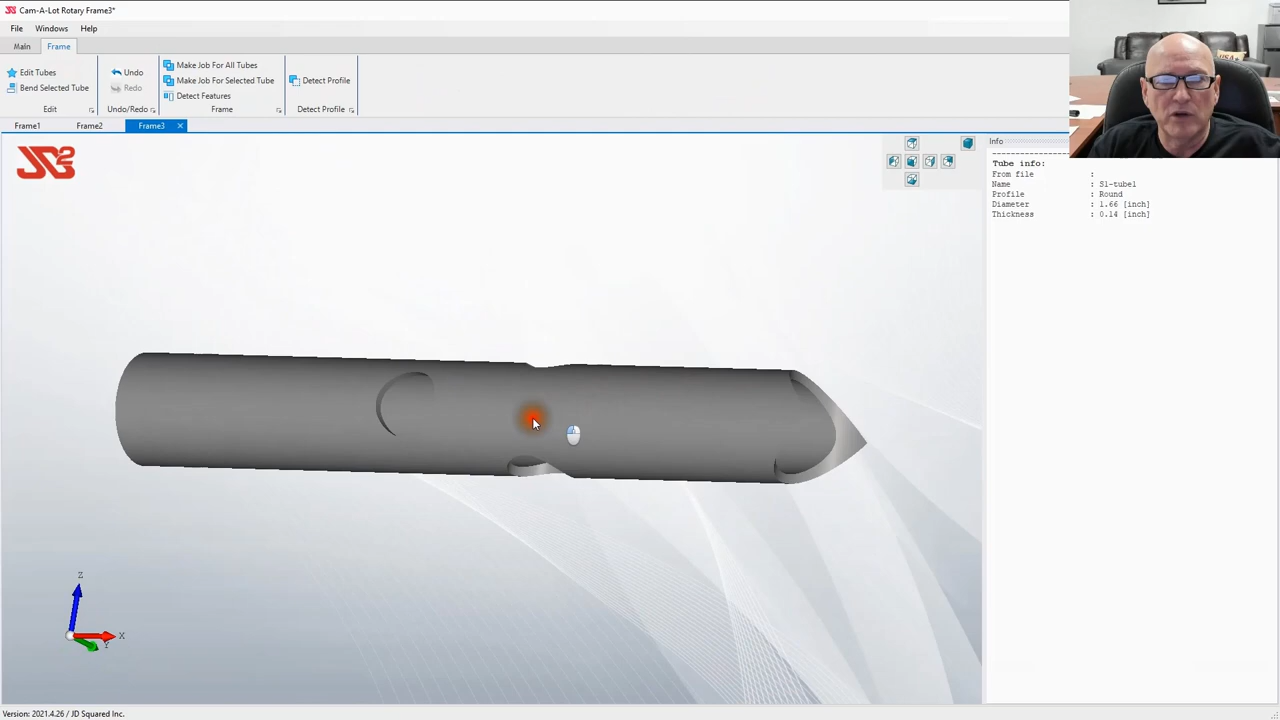 Cam-A-Lot Rotary Frame3*
File Windows Help
Main Frame
Edit Tubes
Bend Selected Tube
Edit
Undo
Redo
Undo/Redo
Make Job For All Tubes
Make Job For Selected Tube
Detect Features
Frame
Detect Profile
Detect Profile
Frame1 Frame2 Frame3
Info
Tube info:
From file :
Name : S1-tube1
Profile : Round
Diameter : 1.66 [inch]
Thickness : 0.14 [inch]
Z
X
Y
Version: 2021.4.26 / JD Squared Inc.